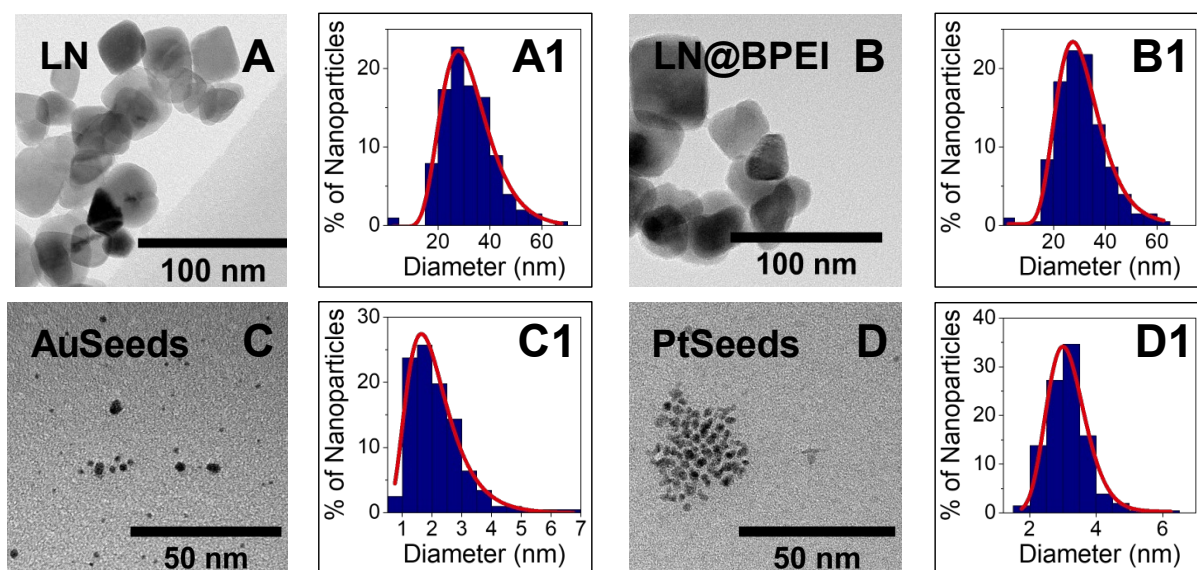 LN
A
100 nm
A1
% of Nanoparticles
20
10
0
20 40 60
Diameter (nm)
LN@BPEI B
100 nm
B1
% of Nanoparticles
20
10
0
20 40 60
Diameter (nm)
AuSeeds C
50 nm
C1
% of Nanoparticles
30
20
10
0
1 2 3 4 5 6 7
Diameter (nm)
PtSeeds D
50 nm
D1
% of Nanoparticles
40
30
20
10
0
2 4 6
Diameter (nm)